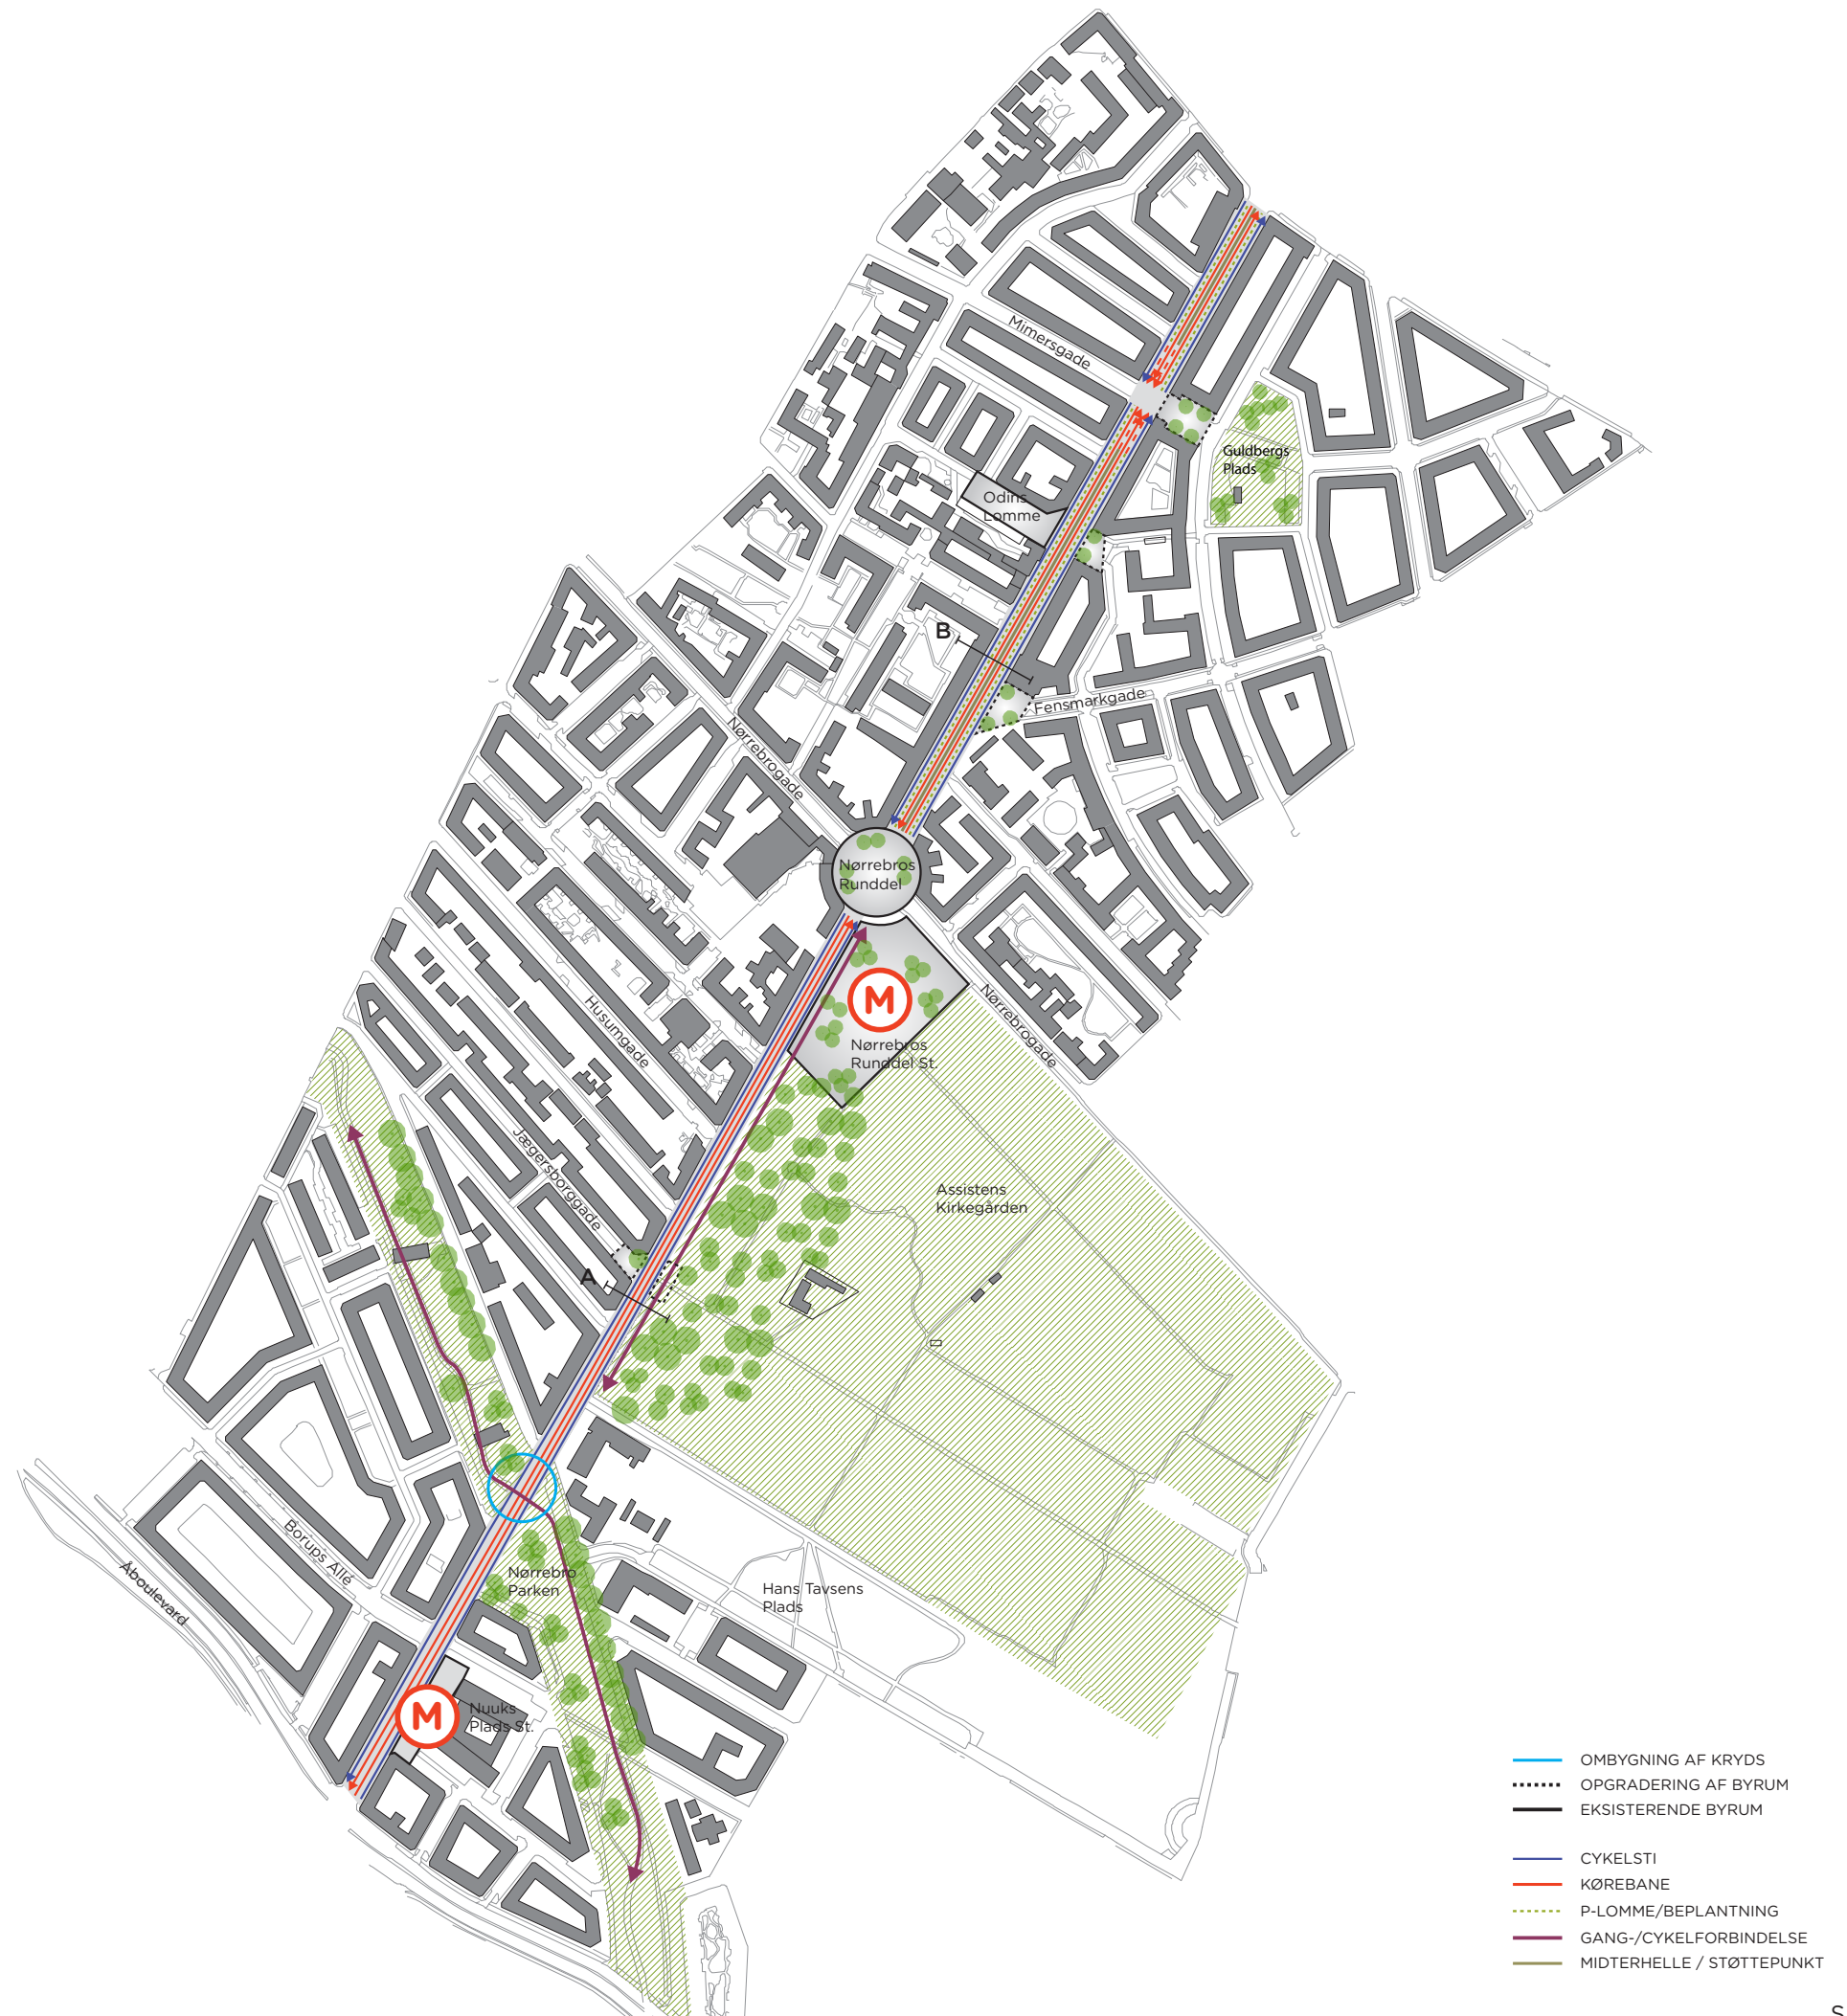 Mimersgade
Guldbergs
Plads
Odins
Lomme
B
Fensmarkgade
Nørrebrogade
Nørrebros
Runddel
M
Nørrebros
Runddel St.
Nørrebrogade
Husumgade
Jægersborggade
Assistens
Kirkegården
A
Borups Allé
Åboulevard
Nørrebro
Parken
Hans Tavsens
Plads
M
Nuuks
Plads St.
OMBYGNING AF KRYDS
OPGRADERING AF BYRUM
EKSISTERENDE BYRUM
CYKELSTI
KØREBANE
P-LOMME/BEPLANTNING
GANG-/CYKELFORBINDELSE
MIDTERHELLE / STØTTEPUNKT
S